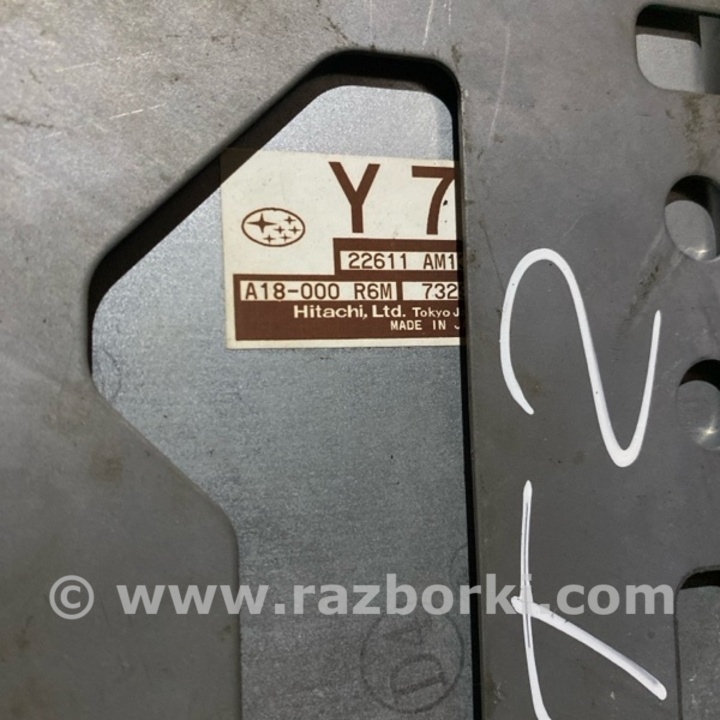 Y 7
22611 AM1
A18-000 R6M 732
Hitachi, Ltd. Tokyo J
MADE IN J
© www.razborki.com
D